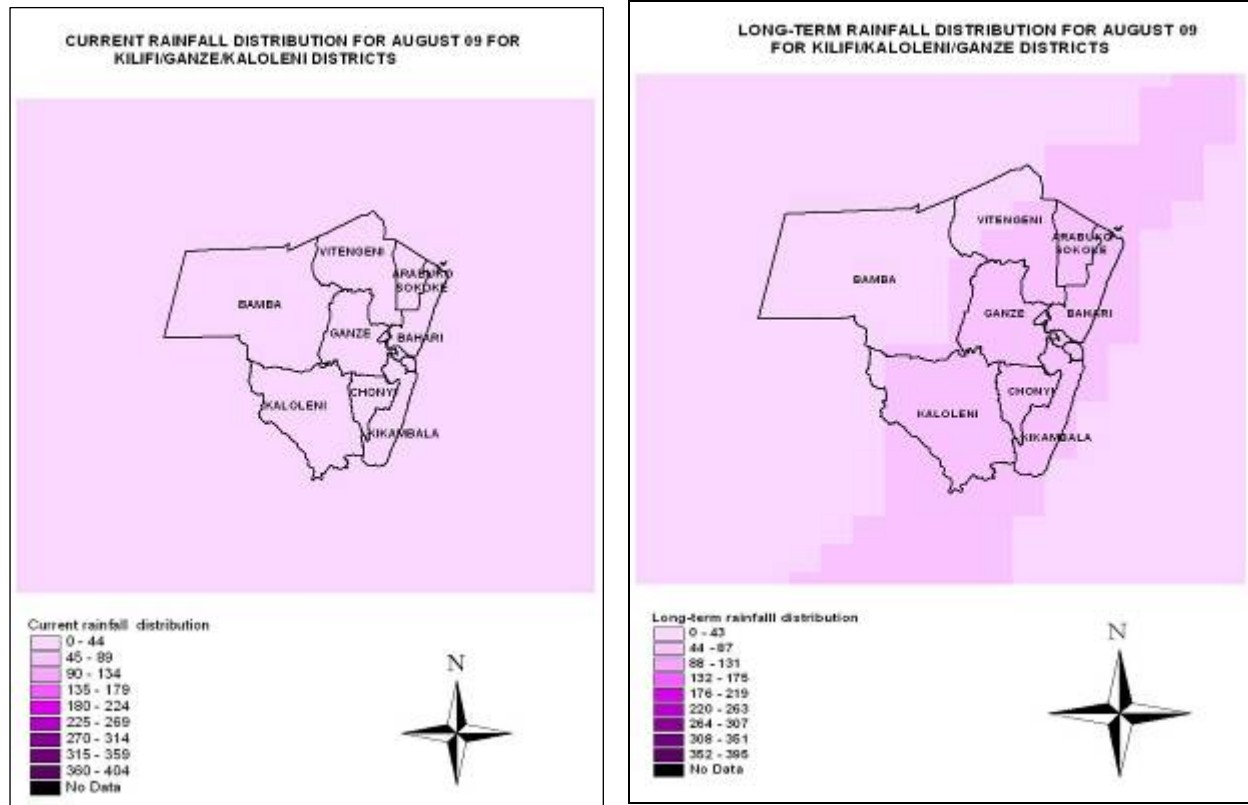 CURRENT RAINFALL DISTRIBUTION FOR AUGUST 09 FOR
KILIFI/GANZE/KALOLENI DISTRICTS
VITENGENI
ARABUKO
SOKOKE
BAMBA
GANZE
BAHARI
CHONYI
KALOLENI
KIKAMBALA
Current rainfall distribution
0 - 44
45 - 89
90 - 134
135 - 179
180 - 224
225 - 269
270 - 314
315 - 359
360 - 404
No Data
N
LONG-TERM RAINFALL DISTRIBUTION FOR AUGUST 09
FOR KILIFI/KALOLENI/GANZE DISTRICTS
VITENGENI
ARABUKO
SOKOKE
BAMBA
GANZE
BAHARI
CHONYI
KALOLENI
KIKAMBALA
Long-term rainfalll distribution
0 - 43
44 - 87
88 - 131
132 - 175
176 - 219
220 - 263
264 - 307
308 - 351
352 - 395
No Data
N